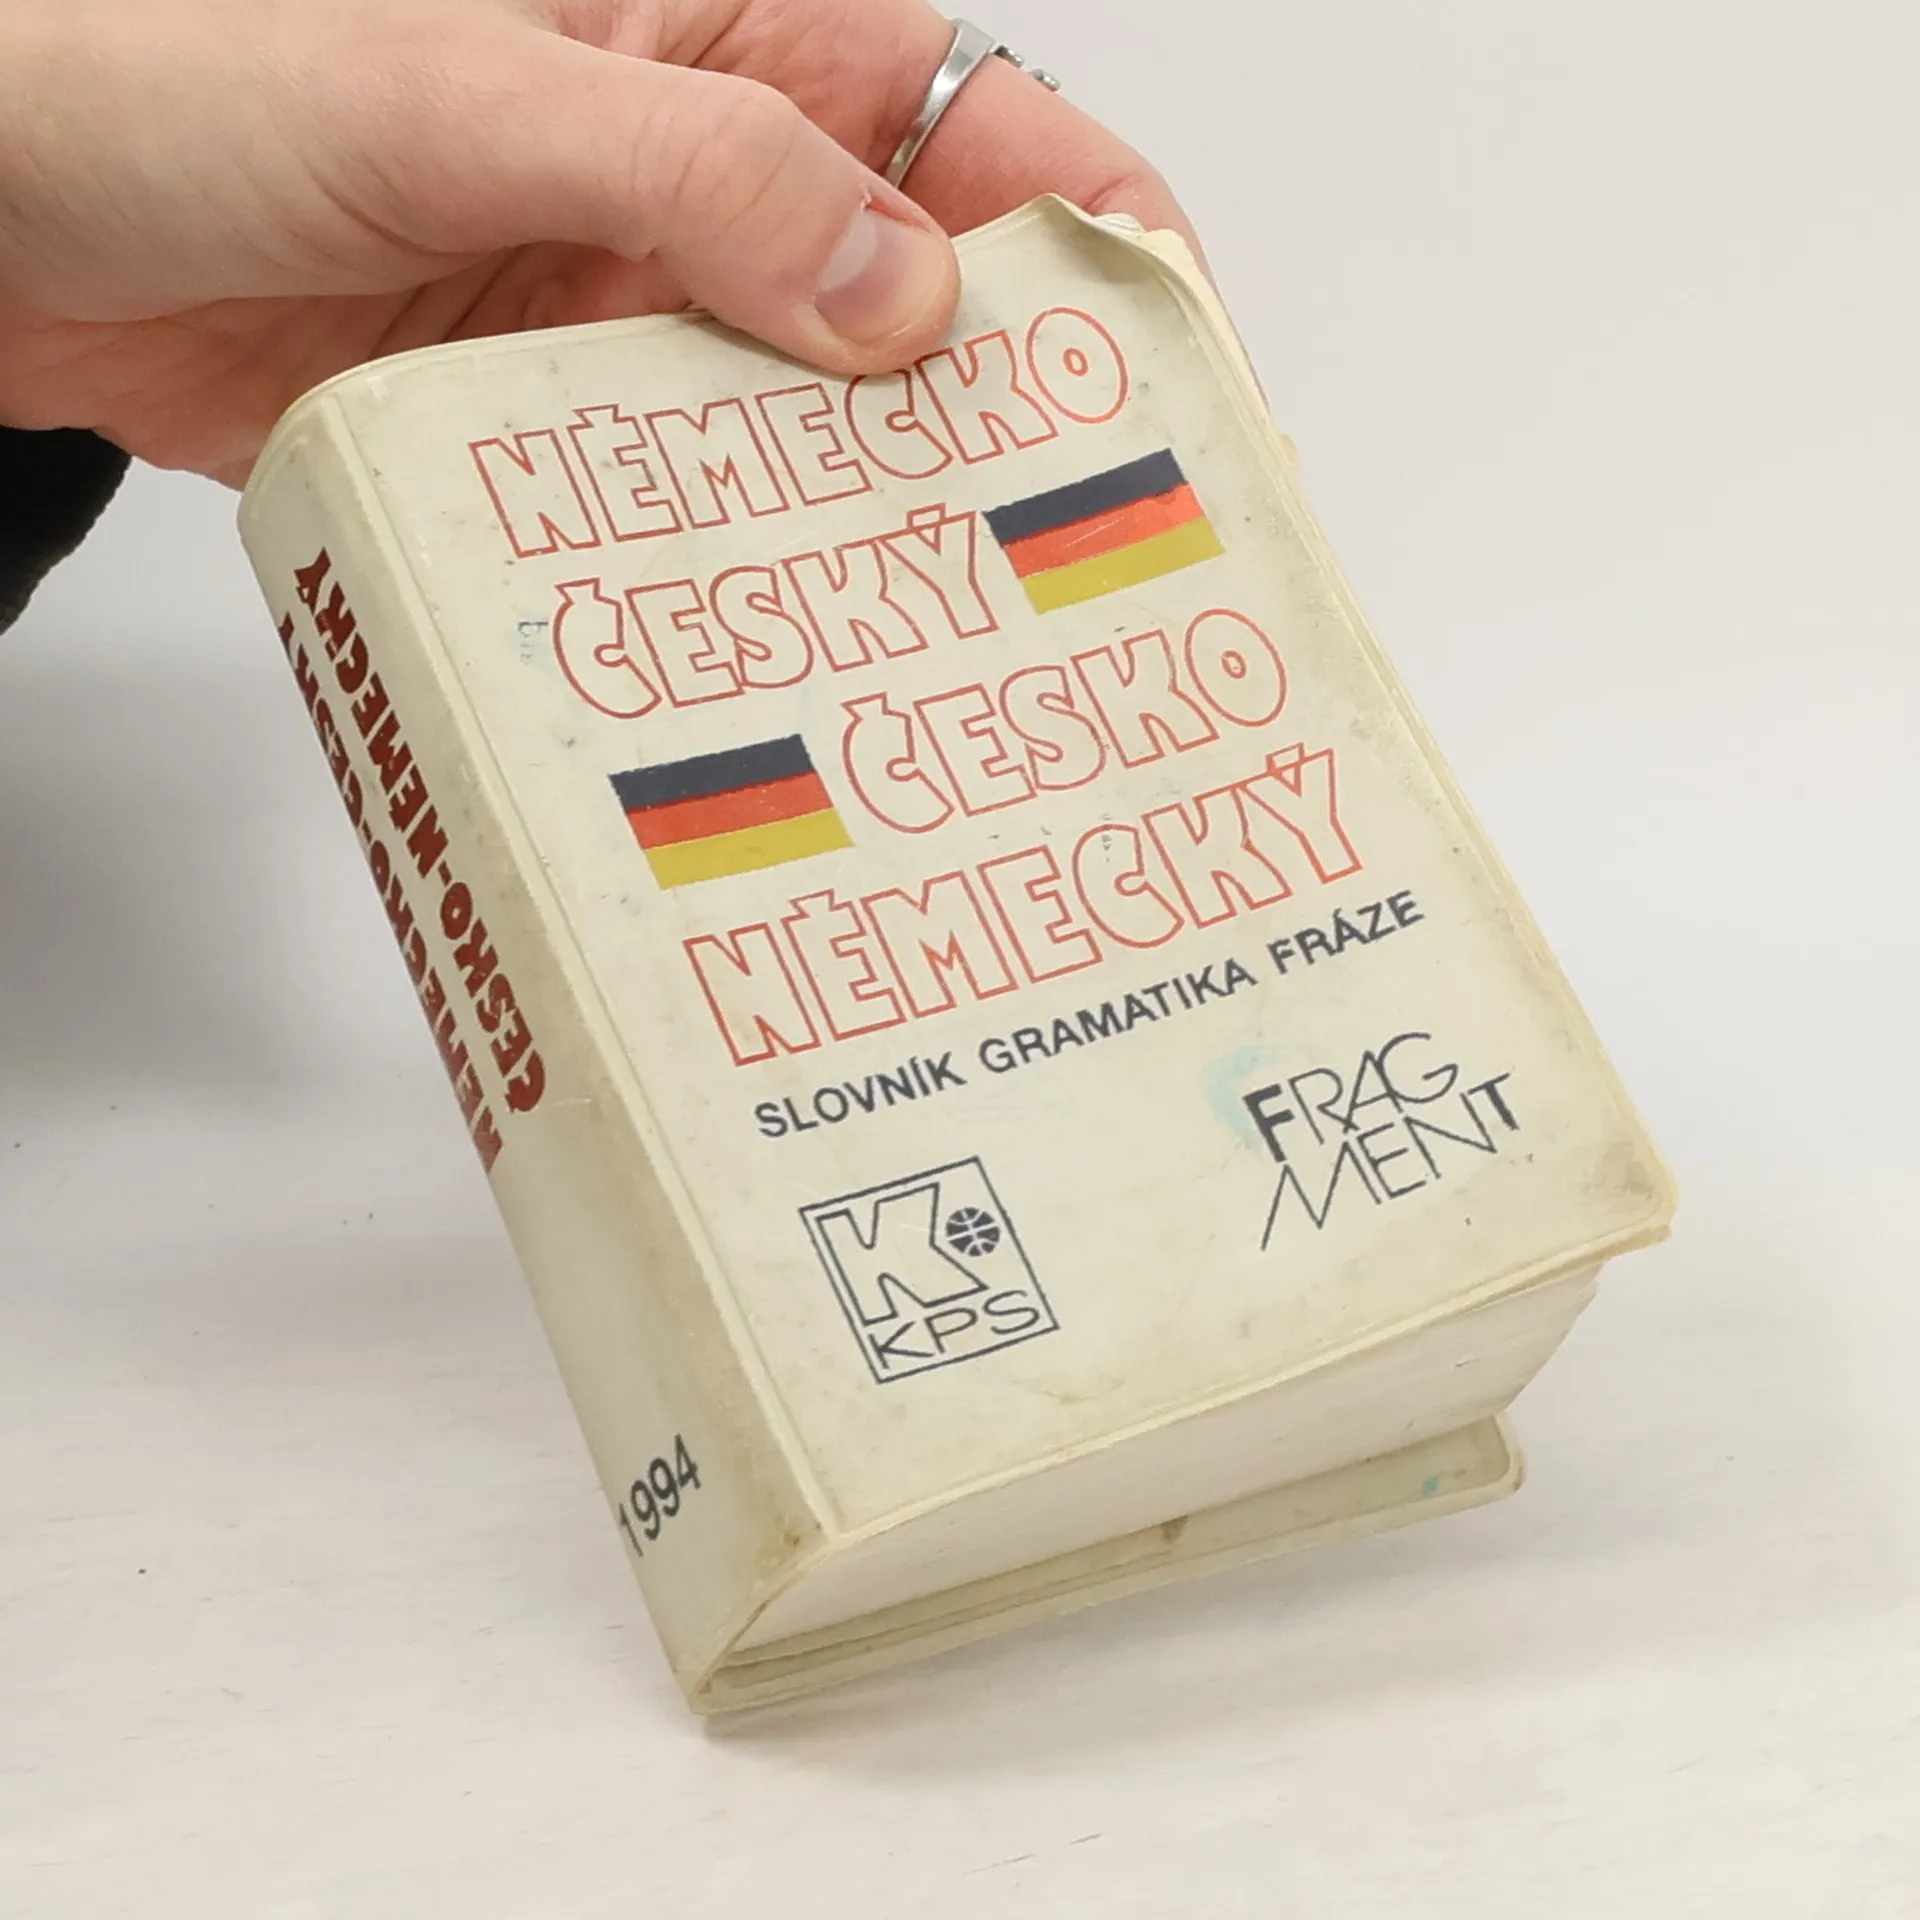 NĚMECKO
ČESKÝ
ČESKO
NĚMECKÝ
SLOVNÍK GRAMATIKA FRÁZE
FRAG
MENT
K
KPS
NĚMECKO-ČESKÝ
ČESKO-NĚMECKÝ
1994